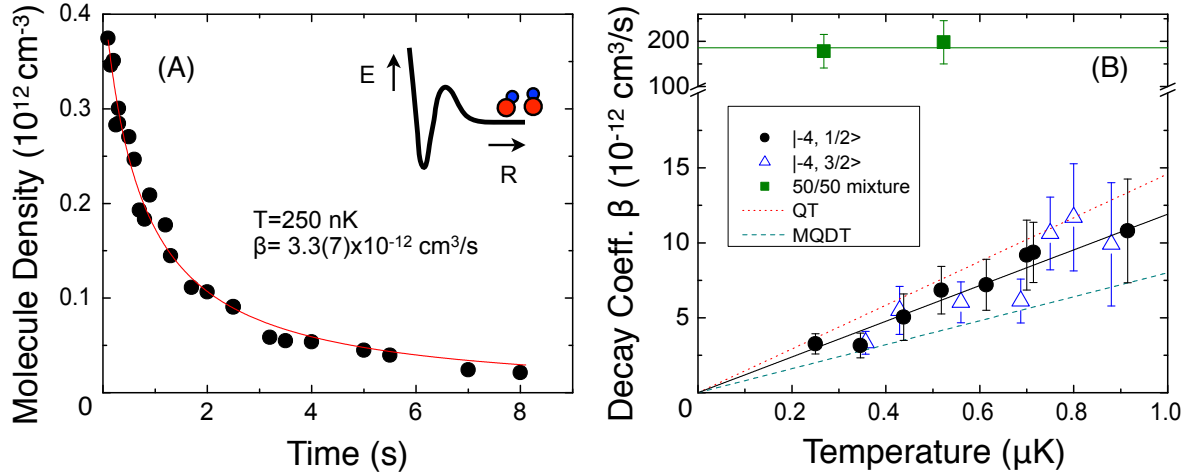 0.4
0.3
0.2
0.1
0
0
2
4
6
8
Molecule Density (10¹² cm⁻³)
Time (s)
(A)
E
R
T=250 nK
β= 3.3(7)x10⁻¹² cm³/s
200
100
15
10
5
0
0.2
0.4
0.6
0.8
1.0
Decay Coeff. β (10⁻¹² cm³/s)
Temperature (μK)
(B)
|-4, 1/2>
|-4, 3/2>
50/50 mixture
QT
MQDT